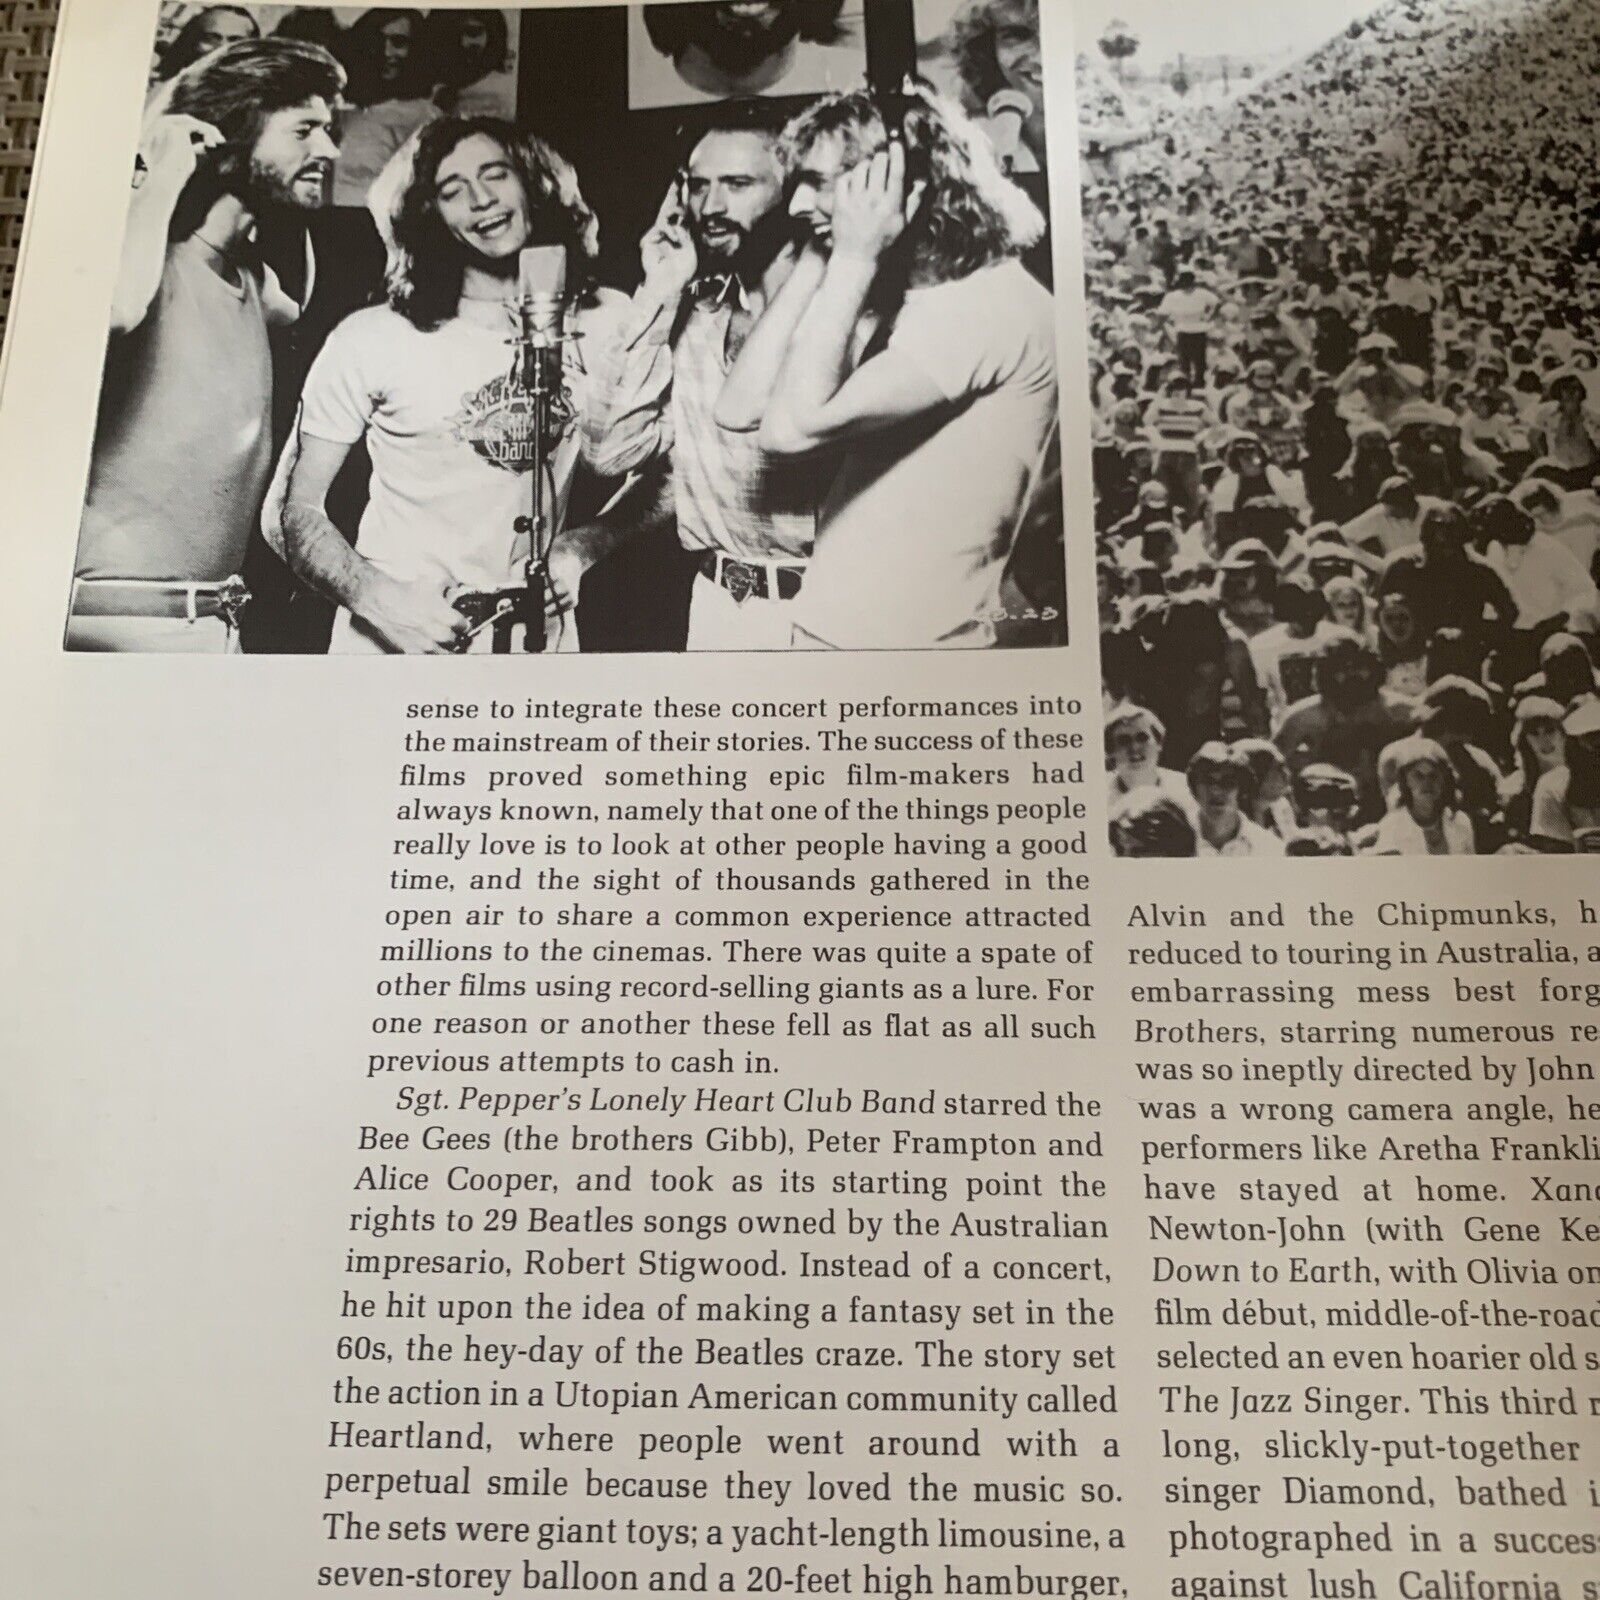 band
23-23
sense to integrate these concert performances into
the mainstream of their stories. The success of these
films proved something epic film-makers had
always known, namely that one of the things people
really love is to look at other people having a good
time, and the sight of thousands gathered in the
open air to share a common experience attracted
millions to the cinemas. There was quite a spate of
other films using record-selling giants as a lure. For
one reason or another these fell as flat as all such
previous attempts to cash in.
Sgt. Pepper's Lonely Heart Club Band starred the
Bee Gees (the brothers Gibb), Peter Frampton and
Alice Cooper, and took as its starting point the
rights to 29 Beatles songs owned by the Australian
impresario, Robert Stigwood. Instead of a concert,
he hit upon the idea of making a fantasy set in the
60s, the hey-day of the Beatles craze. The story set
the action in a Utopian American community called
Heartland, where people went around with a
perpetual smile because they loved the music so.
The sets were giant toys; a yacht-length limousine, a
seven-storey balloon and a 20-feet high hamburger,
Alvin and the Chipmunks, h
reduced to touring in Australia, a
embarrassing mess best forg
Brothers, starring numerous re
was so ineptly directed by John
was a wrong camera angle, he
performers like Aretha Frankli
have stayed at home. Xana
Newton-John (with Gene Ke
Down to Earth, with Olivia on
film début, middle-of-the-road
selected an even hoarier old s
The Jazz Singer. This third r
long, slickly-put-together
singer Diamond, bathed i
photographed in a success
against lush California s